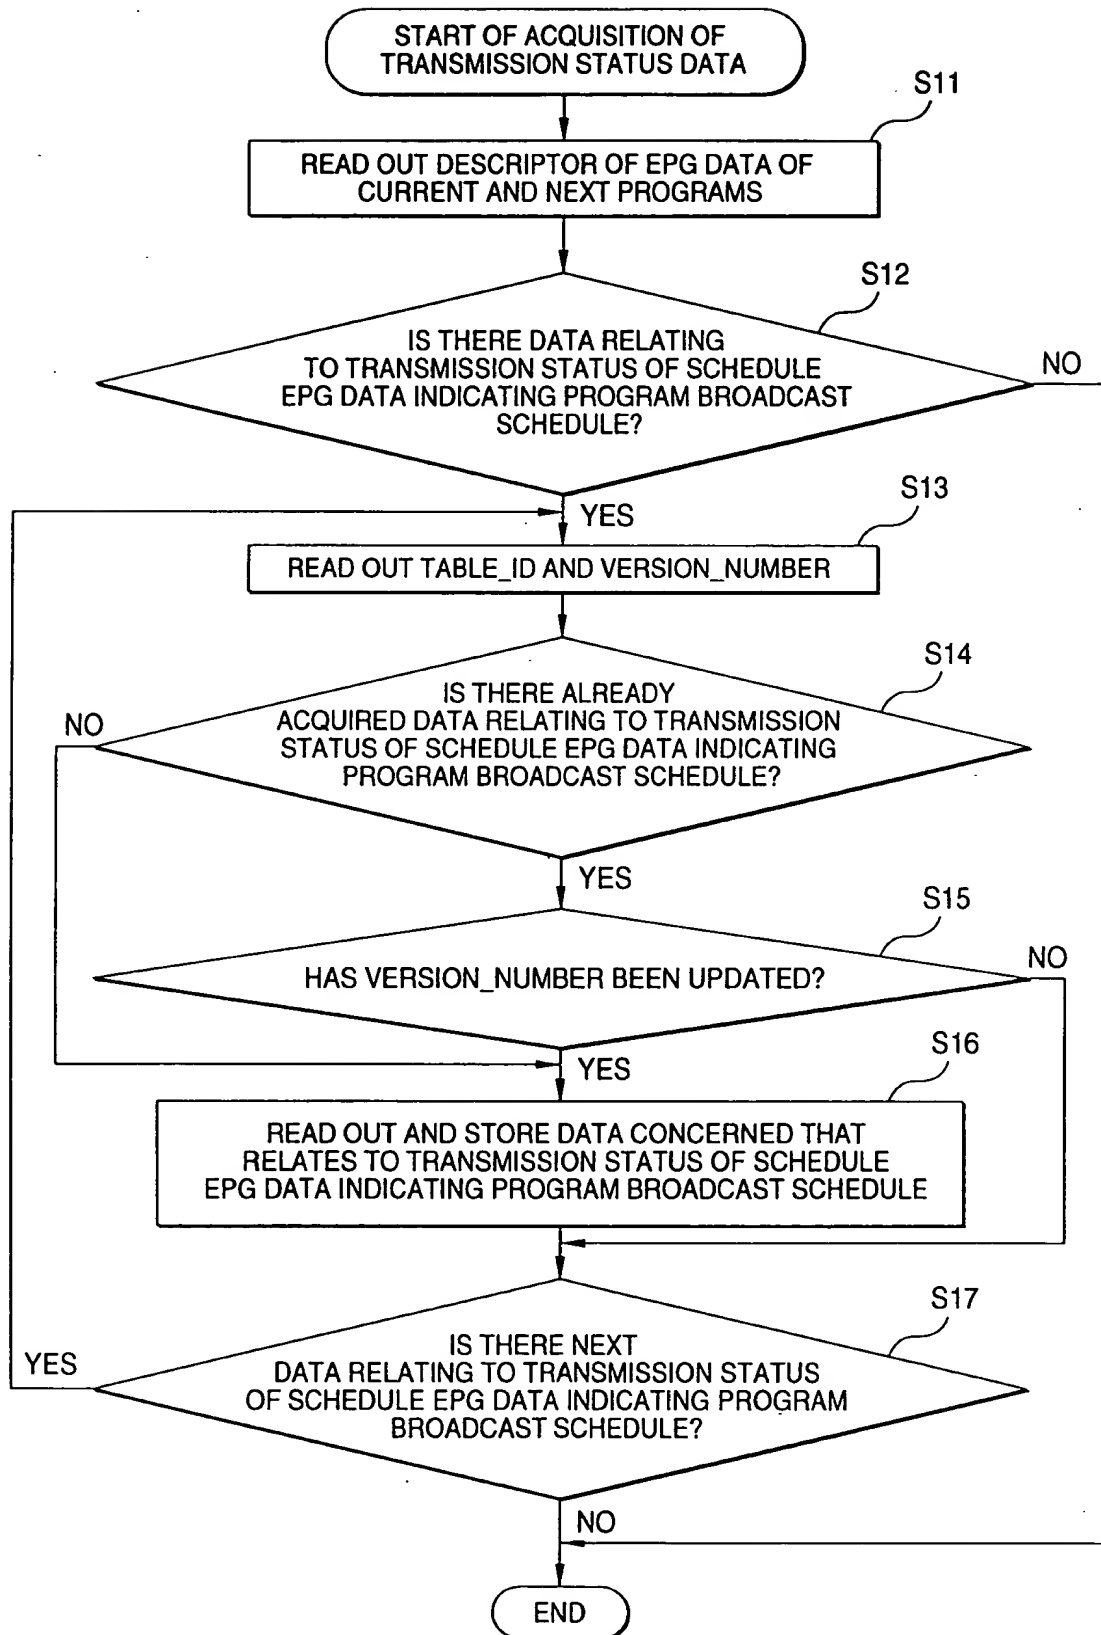 START OF ACQUISITION OF
TRANSMISSION STATUS DATA
S11
READ OUT DESCRIPTOR OF EPG DATA OF
CURRENT AND NEXT PROGRAMS
S12
IS THERE DATA RELATING
TO TRANSMISSION STATUS OF SCHEDULE
EPG DATA INDICATING PROGRAM BROADCAST
SCHEDULE?
NO
YES
S13
READ OUT TABLE_ID AND VERSION_NUMBER
S14
IS THERE ALREADY
ACQUIRED DATA RELATING TO TRANSMISSION
STATUS OF SCHEDULE EPG DATA INDICATING
PROGRAM BROADCAST SCHEDULE?
NO
YES
S15
HAS VERSION_NUMBER BEEN UPDATED?
NO
YES
S16
READ OUT AND STORE DATA CONCERNED THAT
RELATES TO TRANSMISSION STATUS OF SCHEDULE
EPG DATA INDICATING PROGRAM BROADCAST SCHEDULE
S17
IS THERE NEXT
DATA RELATING TO TRANSMISSION STATUS
OF SCHEDULE EPG DATA INDICATING PROGRAM
BROADCAST SCHEDULE?
YES
NO
END